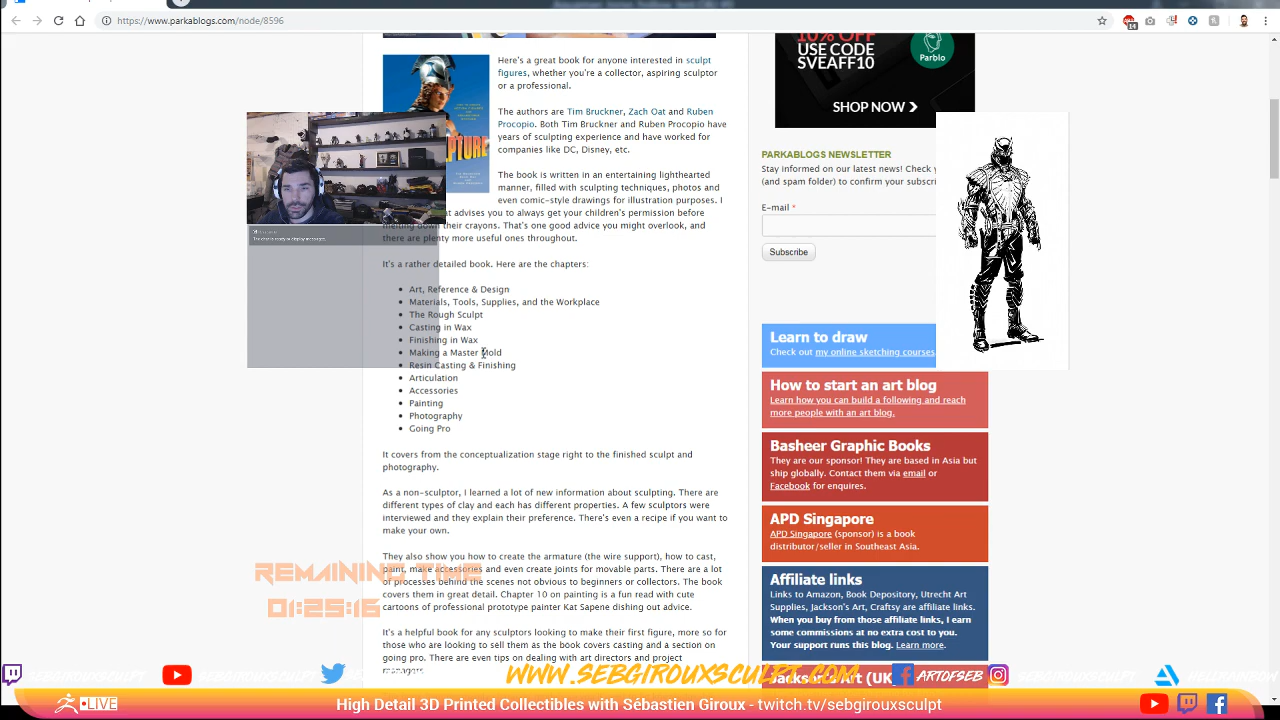 https://www.parkablogs.com/node/8596
Here's a great book for anyone interested in sculpt
figures, whether you're a collector, aspiring sculptor
or a professional.
The authors are Tim Bruckner, Zach Oat and Ruben
Procopio. Both Tim Bruckner and Ruben Procopio have
years of sculpting experience and have worked for
companies like DC, Disney, etc.
The book is written in an entertaining lighthearted
manner, filled with sculpting techniques, photos and
even comic-style drawings for illustration purposes. I
at advises you to always get your children's permission before
their crayons. That's one good advice you might overlook, and
there are plenty more useful ones throughout.
It's a rather detailed book. Here are the chapters:
• Art, Reference & Design
• Materials, Tools, Supplies, and the Workplace
• The Rough Sculpt
• Casting in Wax
• Finishing in Wax
• Making a Master Mold
• Resin Casting & Finishing
• Articulation
• Accessories
• Painting
• Photography
• Going Pro
It covers from the conceptualization stage right to the finished sculpt and
photography.
As a non-sculptor, I learned a lot of new information about sculpting. There are
different types of clay and each has different properties. A few sculptors were
interviewed and they explain their preference. There's even a recipe if you want to
make your own.
They also show you how to create the armature (the wire support), how to cast,
paint, make accessories and even create joints for movable parts. There are a lot
of processes behind the scenes not obvious to beginners or collectors. The book
covers them in great detail. Chapter 10 on painting is a fun read with cute
cartoons of professional prototype painter Kat Sapene dishing out advice.
It's a helpful book for any sculptors looking to make their first figure, more so for
those who are looking to sell them as the book covers casting and a section on
going pro. There are even tips on dealing with art directors and project
10% OFF
USE CODE
SVEAFF10
Parblo
SHOP NOW
PARKABLOGS NEWSLETTER
Stay informed on our latest news! Check y
(and spam folder) to confirm your subscri
E-mail *
Subscribe
Learn to draw
Check out my online sketching courses.
How to start an art blog
Learn how you can build a following and reach
more people with an art blog.
Basheer Graphic Books
They are our sponsor! They are based in Asia but
ship globally. Contact them via email or
Facebook for enquires.
APD Singapore
APD Singapore (sponsor) is a book
distributor/seller in Southeast Asia.
Affiliate links
Links to Amazon, Book Depository, Utrecht Art
Supplies, Jackson's Art, Craftsy are affiliate links.
When you buy from those affiliate links, I earn
some commissions at no extra cost to you.
Your support runs this blog. Learn more.
Jackson's Art (UK
REMAINING TIME
01:25:16
WWW.SEBGIROUXSCULPT.COM
ARTOFSEB
LIVE
High Detail 3D Printed Collectibles with Sébastien Giroux - twitch.tv/sebgirouxsculpt